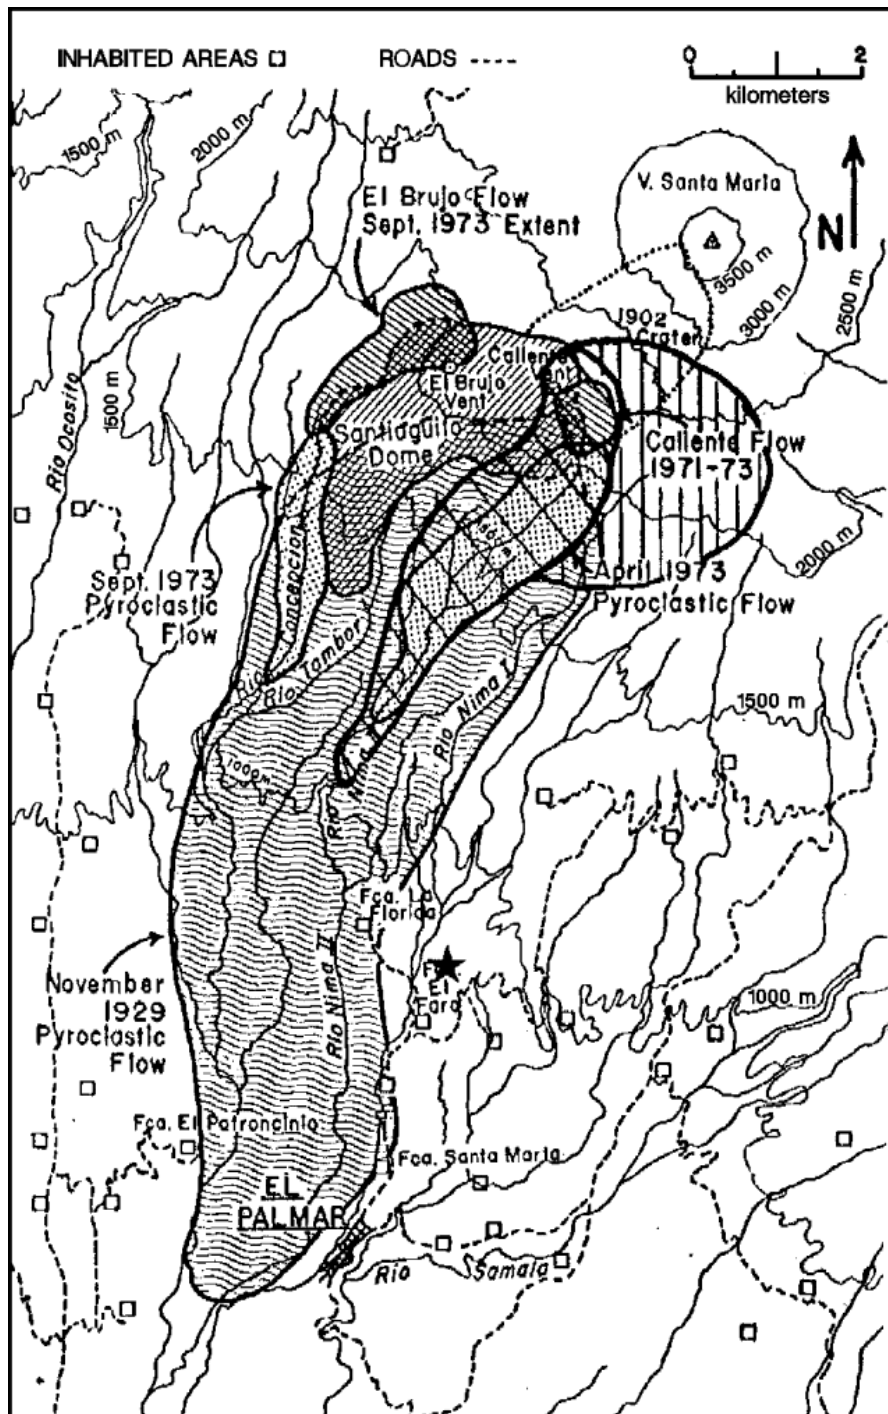 INHABITED AREAS
ROADS
0
2
kilometers
1500 m
2000 m
V. Santa Maria
N
El Brujo Flow
Sept. 1973 Extent
3500 m
3000 m
2500 m
1902
Crater
Caliente
Vent
El Brujo
Vent
1500 m
Rio Ocosito
Santiaguito
Dome
Caliente Flow
1971-73
2000 m
Sept. 1973
Pyroclastic
Flow
Rio Concepcion
April 1973
Pyroclastic Flow
Rio Tambor
Rio Nima I
1500 m
1000 m
Rio Nima II
Fca. La
Florida
El
Faro
November
1929
Pyroclastic
Flow
Rio Nima II
1000 m
Fca. El Patroncinio
Fca. Santa Marta
EL
PALMAR
Rio Samala